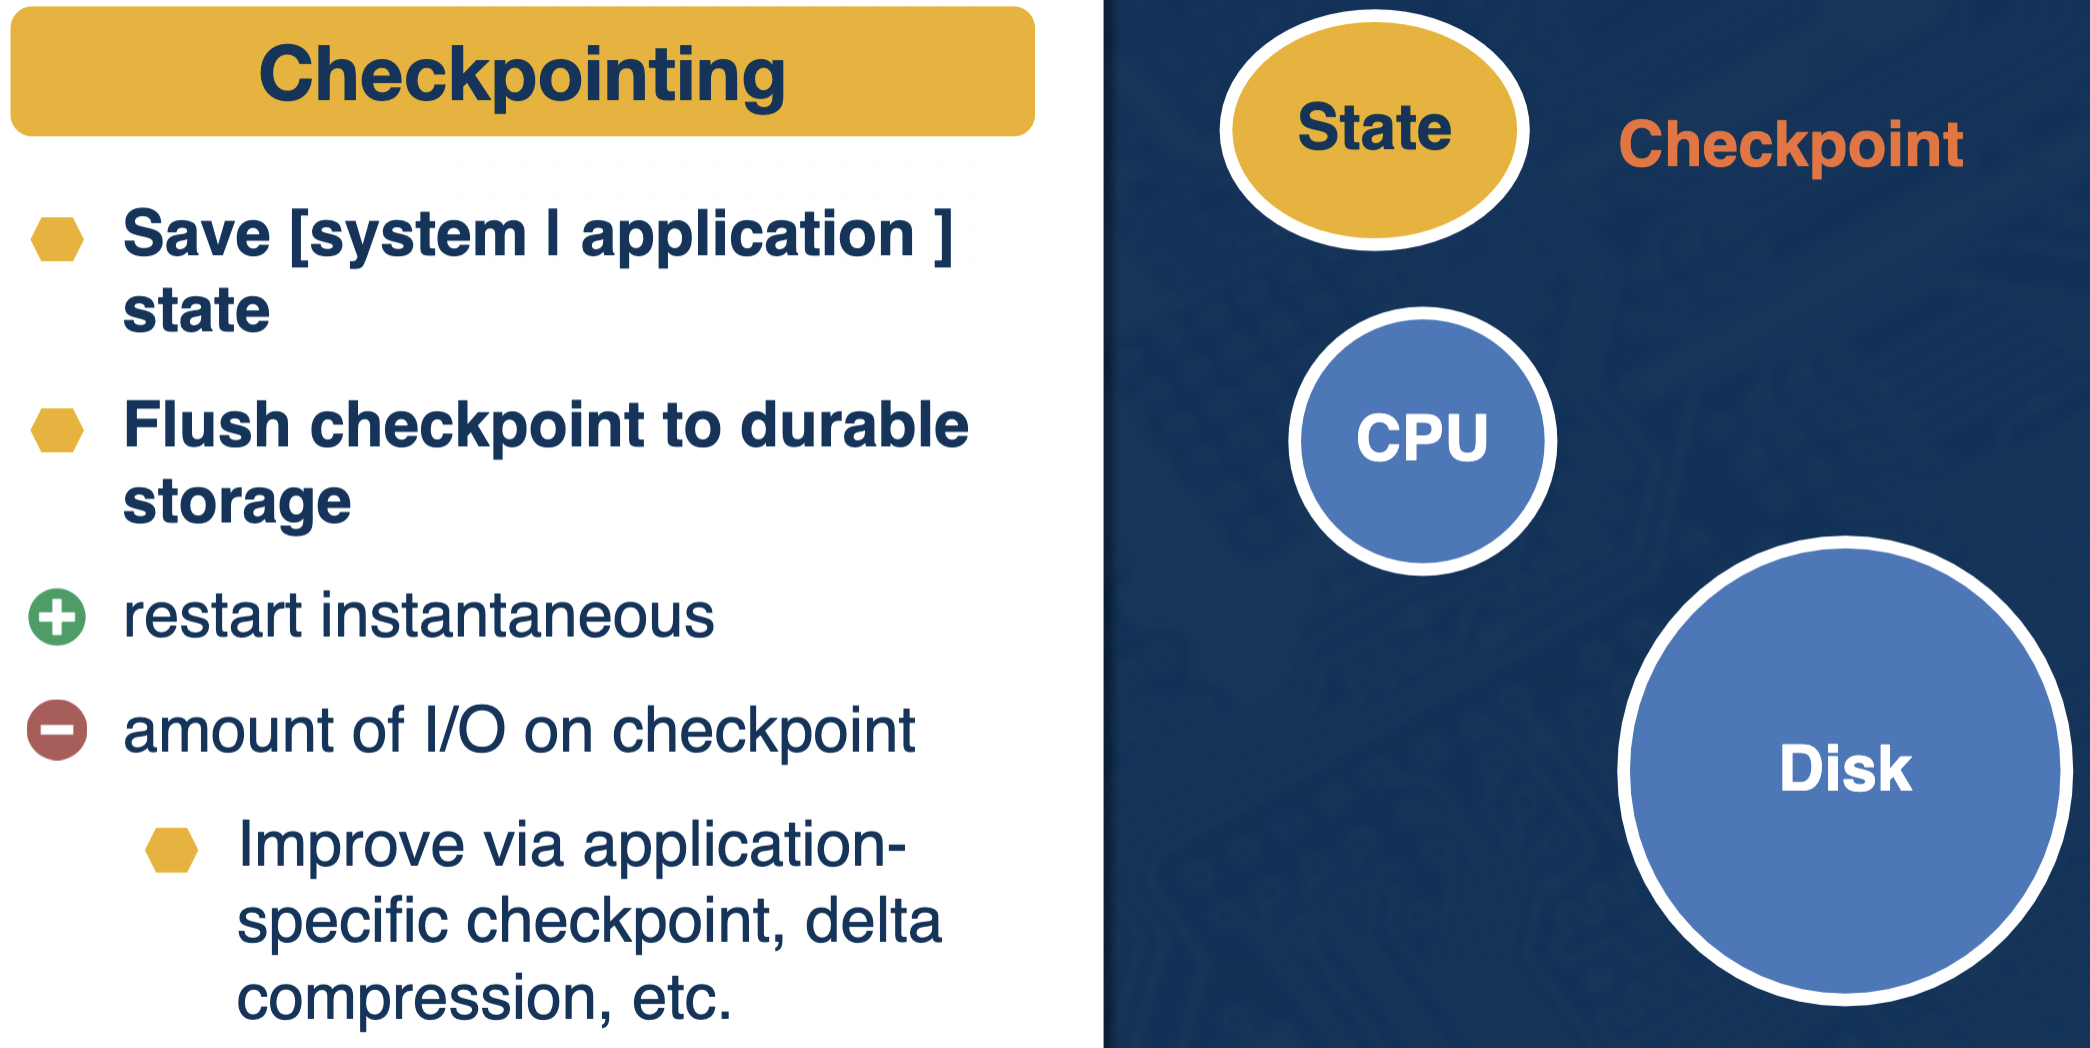 Checkpointing
Save [system | application ]
state
Flush checkpoint to durable
storage
restart instantaneous
amount of I/O on checkpoint
Improve via application-
specific checkpoint, delta
compression, etc.
State
Checkpoint
CPU
Disk